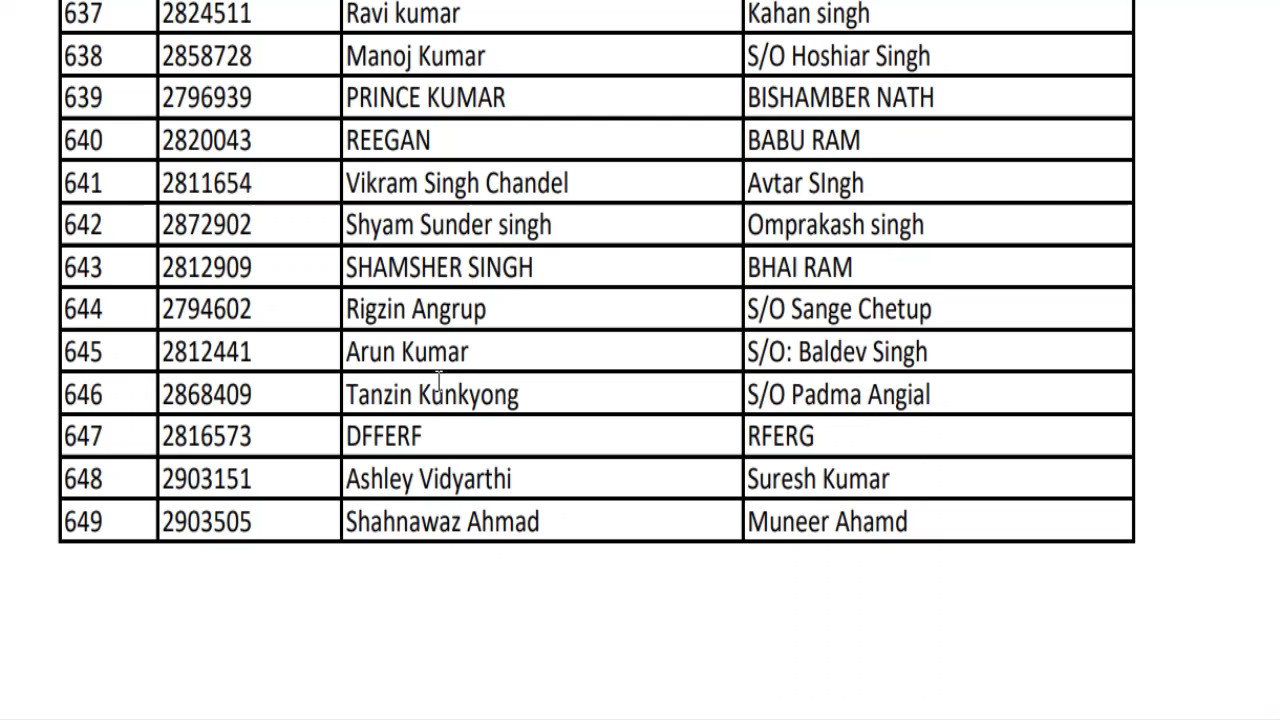 637 2824511 Ravi kumar Kahan singh
638 2858728 Manoj Kumar S/O Hoshiar Singh
639 2796939 PRINCE KUMAR BISHAMBER NATH
640 2820043 REEGAN BABU RAM
641 2811654 Vikram Singh Chandel Avtar SIngh
642 2872902 Shyam Sunder singh Omprakash singh
643 2812909 SHAMSHER SINGH BHAI RAM
644 2794602 Rigzin Angrup S/O Sange Chetup
645 2812441 Arun Kumar S/O: Baldev Singh
646 2868409 Tanzin Kunkyong S/O Padma Angial
647 2816573 DFFERF RFERG
648 2903151 Ashley Vidyarthi Suresh Kumar
649 2903505 Shahnawaz Ahmad Muneer Ahamd